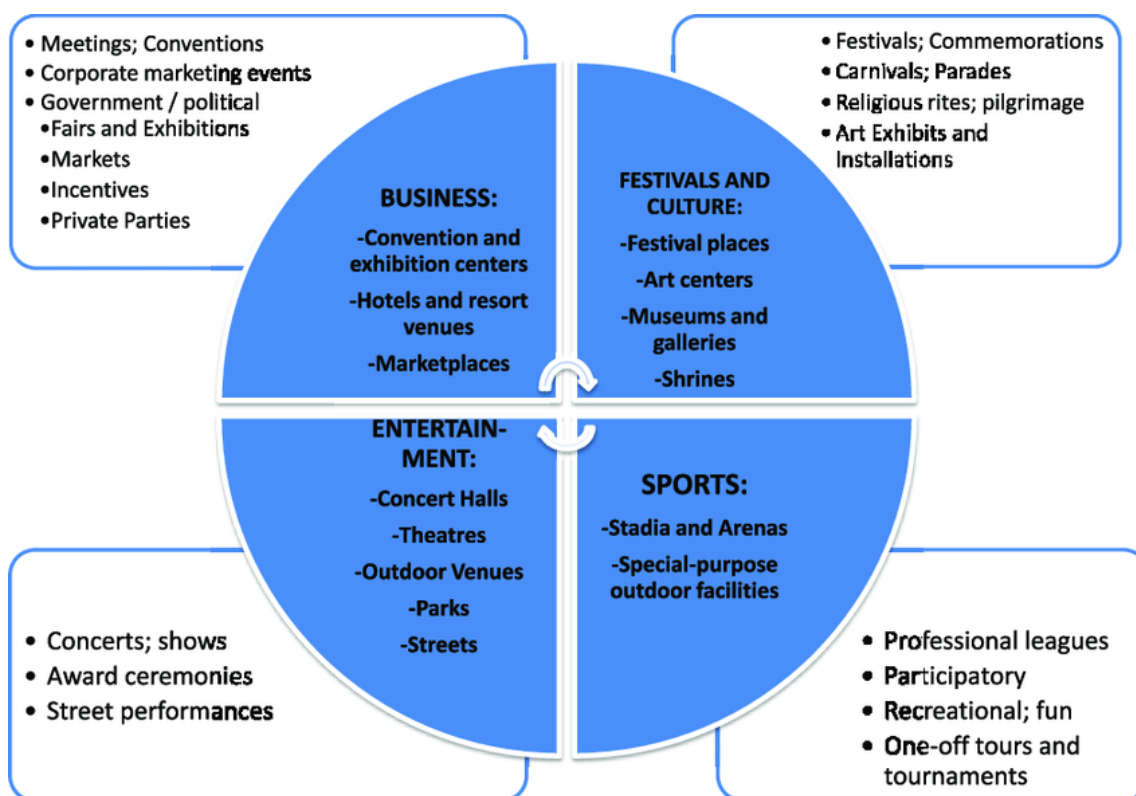 • Meetings; Conventions
• Corporate marketing events
• Government / political
•Fairs and Exhibitions
•Markets
•Incentives
•Private Parties
• Festivals; Commemorations
• Carnivals; Parades
• Religious rites; pilgrimage
• Art Exhibits and
Installations
BUSINESS:
-Convention and
exhibition centers
-Hotels and resort
venues
-Marketplaces
FESTIVALS AND
CULTURE:
-Festival places
-Art centers
-Museums and
galleries
-Shrines
ENTERTAIN-
MENT:
-Concert Halls
-Theatres
-Outdoor Venues
-Parks
-Streets
SPORTS:
-Stadia and Arenas
-Special-purpose
outdoor facilities
• Concerts; shows
• Award ceremonies
• Street performances
• Professional leagues
• Participatory
• Recreational; fun
• One-off tours and
tournaments